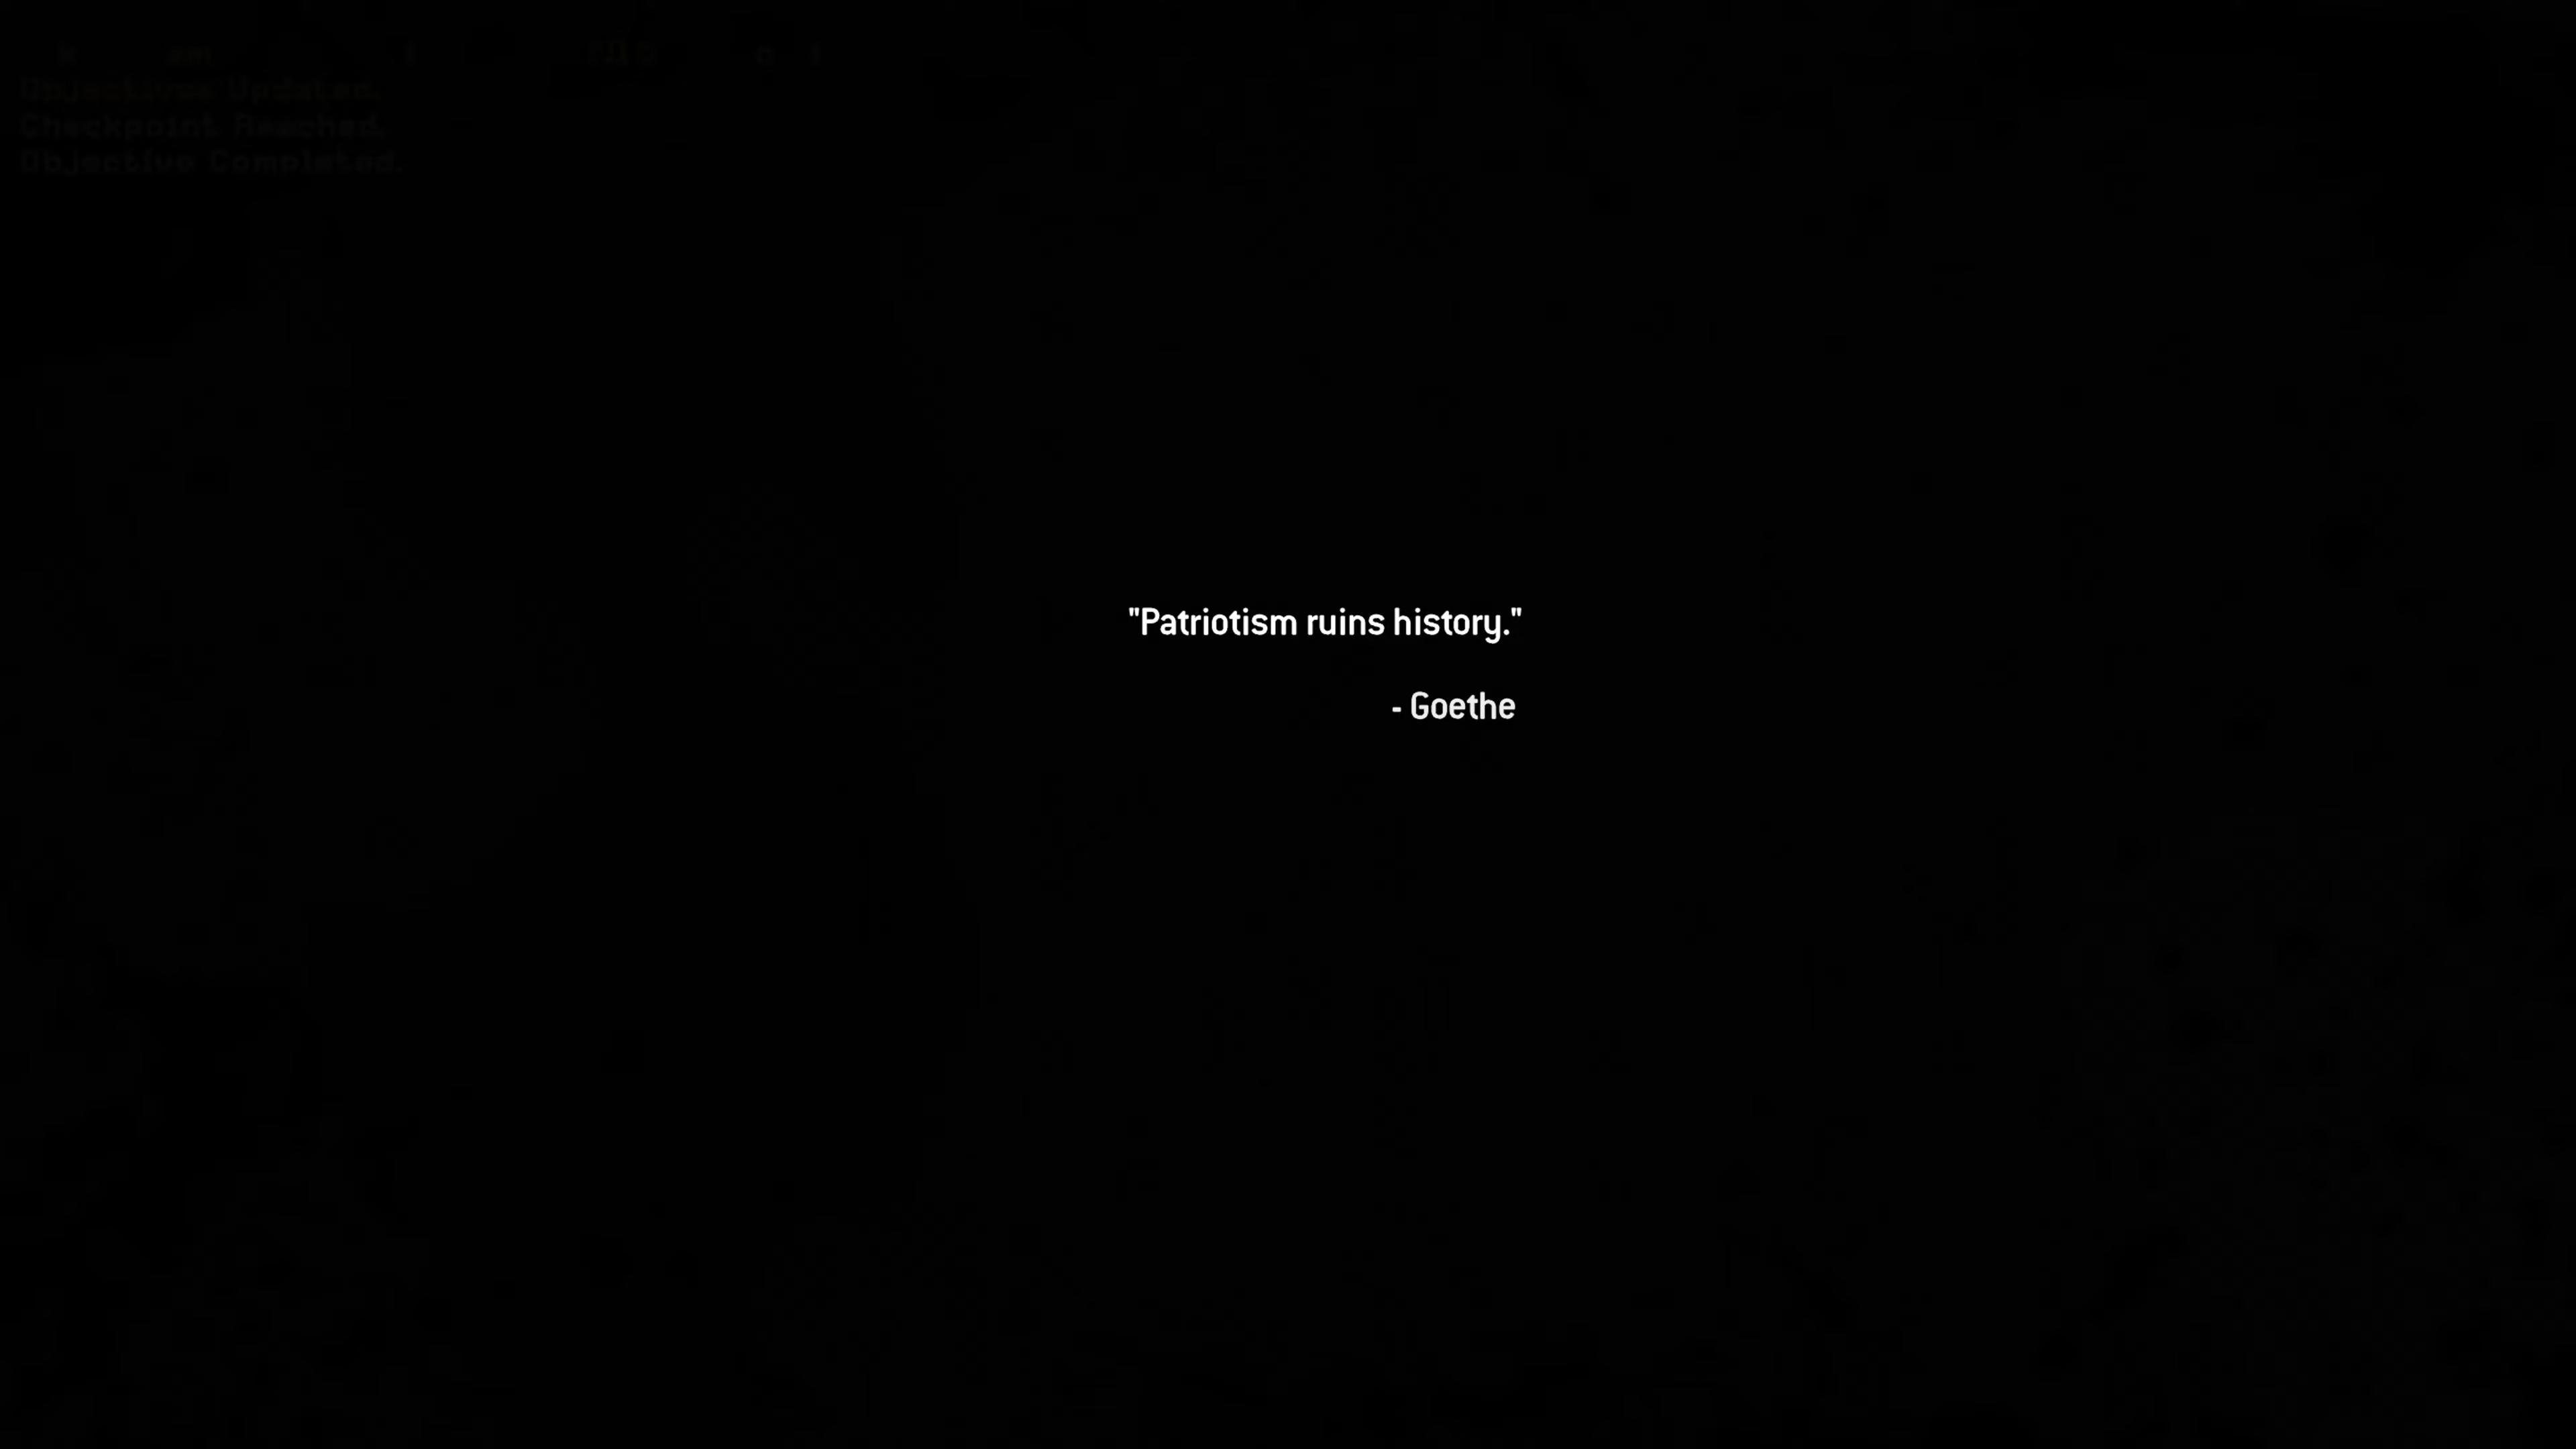 Objectives Updated.
Checkpoint Reached.
Objective Completed.
"Patriotism ruins history."
- Goethe